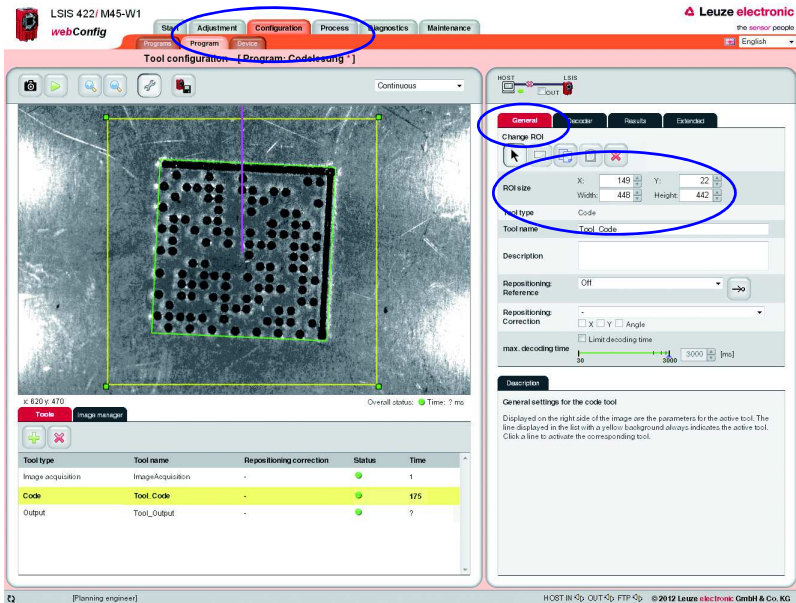 LSIS 422i M45-W1
webConfig
Start Adjustment Configuration Process Diagnostics Maintenance
Programs Program Device
Leuze electronic
the sensor people
English
Tool configuration - [ Program: Codelesung * ]
Continuous
HOST LSIS
OUT
General Decoder Results Extended
Change ROI
ROI size X: 149 Y: 22
Width: 448 Height: 442
Tool type Code
Tool name Tool_Code
Description
Repositioning: Reference Off
Repositioning: Correction -
X Y Angle
max. decoding time Limit decoding time
30 3000 3000 [ms]
x: 620 y: 470 Overall status: Time: ? ms
Tools Image manager
Tool type Tool name Repositioning correction Status Time
Image acquisition ImageAcquisition - 1
Code Tool_Code - 175
Output Tool_Output - ?
Description
General settings for the code tool
Displayed on the right side of the image are the parameters for the active tool. The
line displayed in the list with a yellow background always indicates the active tool.
Click a line to activate the corresponding tool.
[Planning engineer]
HOST IN OUT FTP © 2012 Leuze electronic GmbH & Co. KG